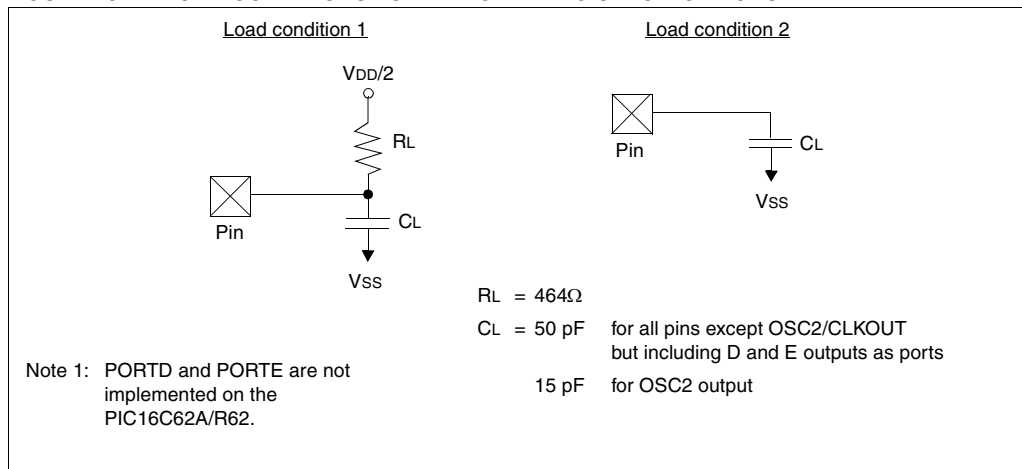 Load condition 1
Load condition 2
VDD/2
RL
Pin
CL
VSS
Pin
CL
VSS
RL = 464Ω
CL = 50 pF for all pins except OSC2/CLKOUT
but including D and E outputs as ports
15 pF for OSC2 output
Note 1: PORTD and PORTE are not
implemented on the
PIC16C62A/R62.